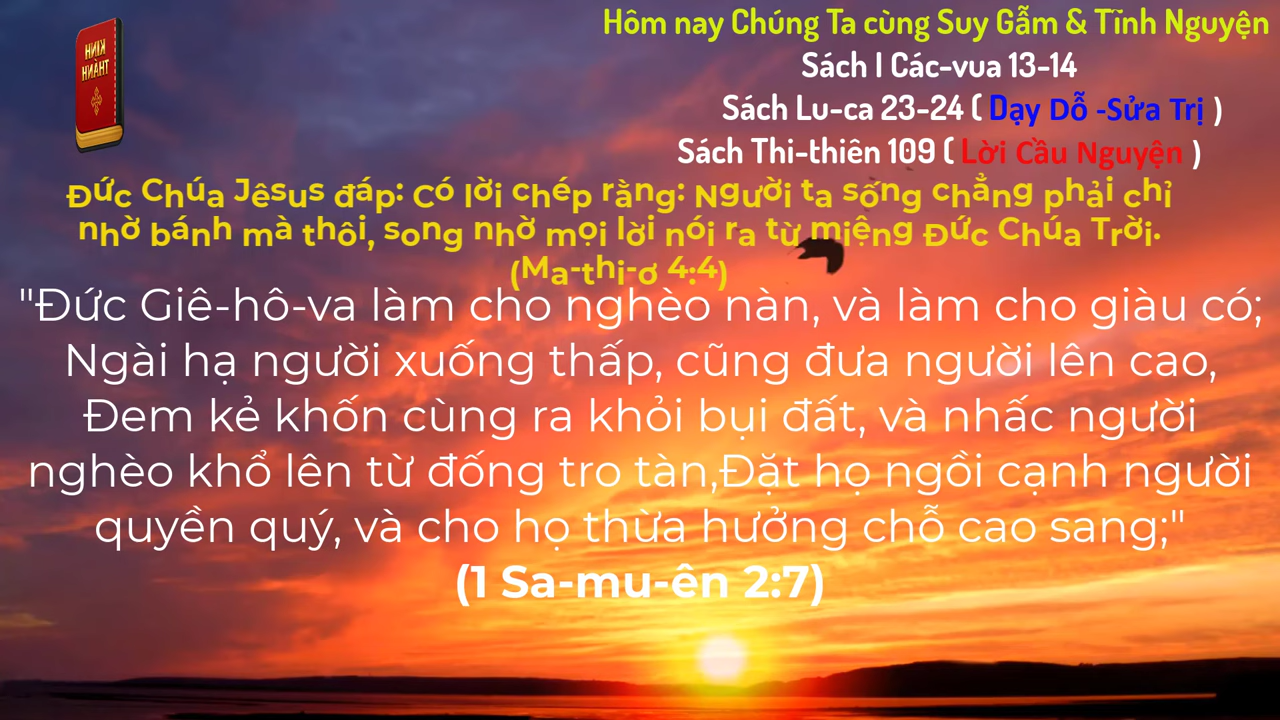 KINH
THÁNH
Hôm nay Chúng Ta cùng Suy Gẫm & Tĩnh Nguyện
Sách I Các-vua 13-14
Sách Lu-ca 23-24 ( Dạy Dỗ -Sửa Trị )
Sách Thi-thiên 109 ( Lời Cầu Nguyện )
Đức Chúa Jêsus đáp: Có lời chép rằng: Người ta sống chẳng phải chỉ
nhờ bánh mà thôi, song nhờ mọi lời nói ra từ miệng Đức Chúa Trời.
(Ma-thi-ơ 4:4)
"Đức Giê-hô-va làm cho nghèo nàn, và làm cho giàu có;
Ngài hạ người xuống thấp, cũng đưa người lên cao,
Đem kẻ khốn cùng ra khỏi bụi đất, và nhấc người
nghèo khổ lên từ đống tro tàn,Đặt họ ngồi cạnh người
quyền quý, và cho họ thừa hưởng chỗ cao sang;"
(1 Sa-mu-ên 2:7)